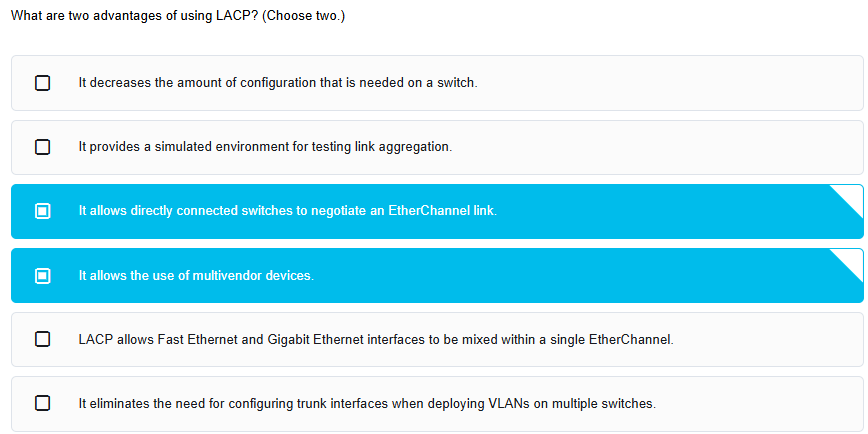 What are two advantages of using LACP? (Choose two.)
It decreases the amount of configuration that is needed on a switch.
It provides a simulated environment for testing link aggregation.
It allows directly connected switches to negotiate an EtherChannel link.
It allows the use of multivendor devices.
LACP allows Fast Ethernet and Gigabit Ethernet interfaces to be mixed within a single EtherChannel.
It eliminates the need for configuring trunk interfaces when deploying VLANs on multiple switches.